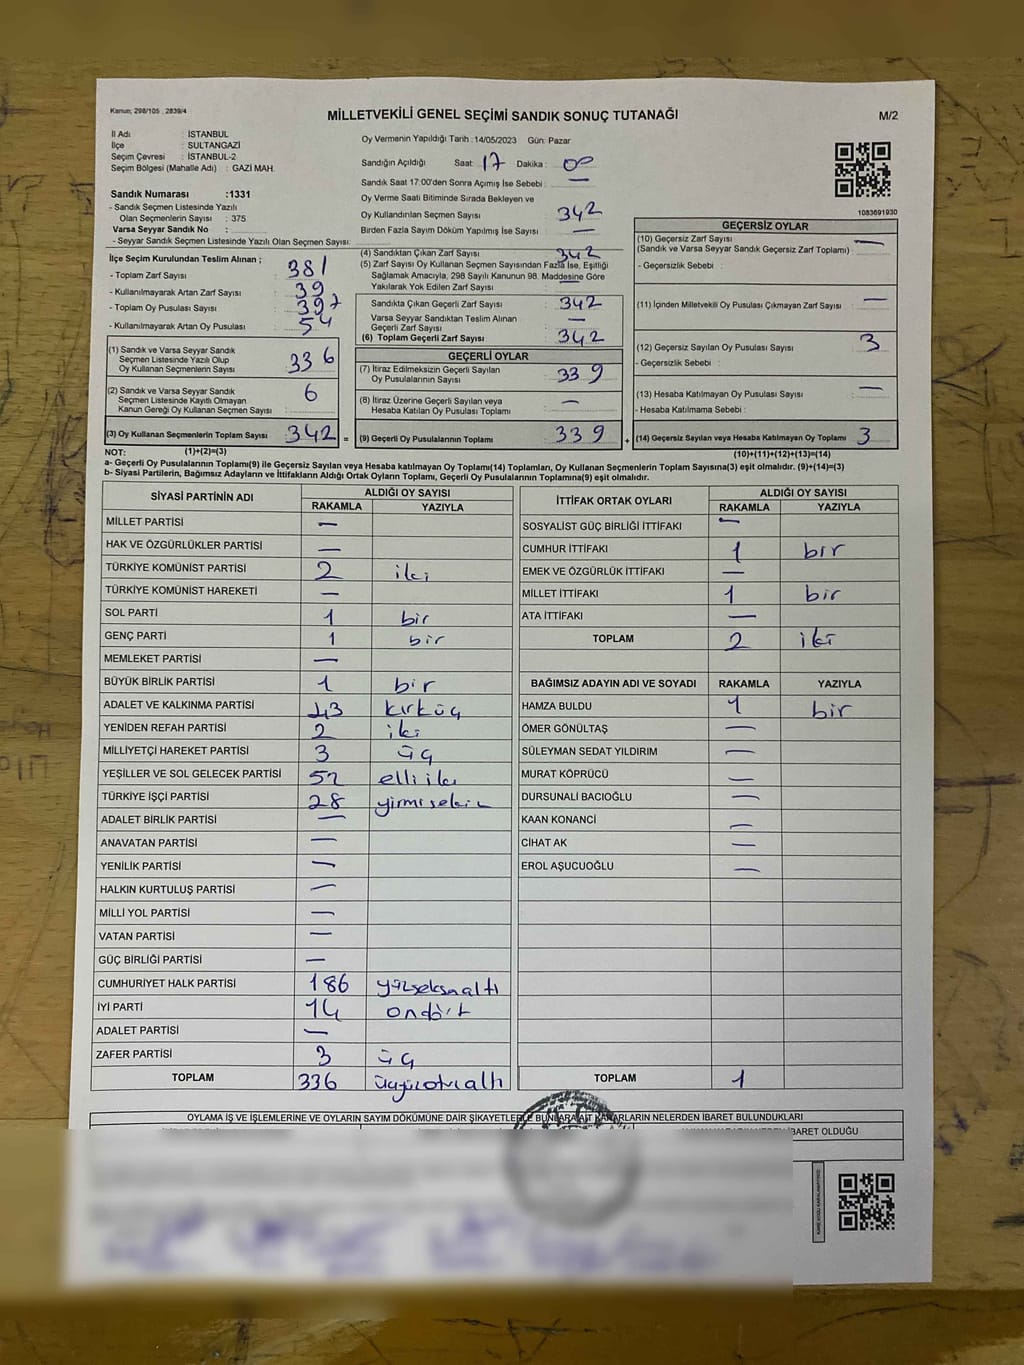 Kanun; 298/105 , 2839/4
MİLLETVEKİLİ GENEL SEÇİMİ SANDIK SONUÇ TUTANAĞI
M/2
İl Adı : İSTANBUL
İlçe : SULTANGAZİ
Seçim Çevresi : İSTANBUL-2
Seçim Bölgesi (Mahalle Adı) : GAZİ MAH.
Sandık Numarası :1331
- Sandık Seçmen Listesinde Yazılı
Olan Seçmenlerin Sayısı : 375
Varsa Seyyar Sandık No :
- Seyyar Sandık Seçmen Listesinde Yazılı Olan Seçmen Sayısı:
Oy Vermenin Yapıldığı Tarih : 14/05/2023 Gün: Pazar
Sandığın Açıldığı Saat: 17 Dakika : 00
Sandık Saat 17:00'den Sonra Açımış İse Sebebi : —
Oy Verme Saati Bitiminde Sırada Bekleyen ve
Oy Kullandırılan Seçmen Sayısı 342
Birden Fazla Sayım Döküm Yapılmış İse Sayısı : —
1083691930
İlçe Seçim Kurulundan Teslim Alınan ;
- Toplam Zarf Sayısı : 381
- Kullanılmayarak Artan Zarf Sayısı : 39
- Toplam Oy Pusulası Sayısı : 397
- Kullanılmayarak Artan Oy Pusulası : 54
(1) Sandık ve Varsa Seyyar Sandık
Seçmen Listesinde Yazılı Olup
Oy Kullanan Seçmenlerin Sayısı 336
(2) Sandık ve Varsa Seyyar Sandık
Seçmen Listesinde Kayıtlı Olmayan
Kanun Gereği Oy Kullanan Seçmen Sayısı 6
(3) Oy Kullanan Seçmenlerin Toplam Sayısı 342 =
(4) Sandıktan Çıkan Zarf Sayısı 342
(5) Zarf Sayısı Oy Kullanan Seçmen Sayısından Fazla İse, Eşitliği
Sağlamak Amacıyla, 298 Sayılı Kanunun 98. Maddesine Göre
Yakılarak Yok Edilen Zarf Sayısı
Sandıkta Çıkan Geçerli Zarf Sayısı 342
Varsa Seyyar Sandıktan Teslim Alınan
Geçerli Zarf Sayısı —
(6) Toplam Geçerli Zarf Sayısı 342
GEÇERLİ OYLAR
(7) İtiraz Edilmeksizin Geçerli Sayılan
Oy Pusulalarının Sayısı 339
(8) İtiraz Üzerine Geçerli Sayılan veya
Hesaba Katılan Oy Pusulası Toplamı —
(9) Geçerli Oy Pusulalarının Toplamı 339 +
GEÇERSİZ OYLAR
(10) Geçersiz Zarf Sayısı —
(Sandık ve Varsa Seyyar Sandık Geçersiz Zarf Toplamı) :
- Geçersizlik Sebebi :
(11) İçinden Milletvekili Oy Pusulası Çıkmayan Zarf Sayısı —
(12) Geçersiz Sayılan Oy Pusulası Sayısı 3
- Geçersizlik Sebebi :
(13) Hesaba Katılmayan Oy Pusulası Sayısı —
- Hesaba Katılmama Sebebi :
(14) Geçersiz Sayılan veya Hesaba Katılmayan Oy Toplamı 3
NOT: (1)+(2)=(3) (10)+(11)+(12)+(13)=(14)
a- Geçerli Oy Pusulalarının Toplamı(9) ile Geçersiz Sayılan veya Hesaba katılmayan Oy Toplamı(14) Toplamları, Oy Kullanan Seçmenlerin Toplam Sayısına(3) eşit olmalıdır. (9)+(14)=(3)
b- Siyasi Partilerin, Bağımsız Adayların ve İttifakların Aldığı Ortak Oyların Toplamı, Geçerli Oy Pusulalarının Toplamına(9) eşit olmalıdır.
SİYASİ PARTİNİN ADI ALDIĞI OY SAYISI
RAKAMLA YAZIYLA
MİLLET PARTİSİ —
HAK VE ÖZGÜRLÜKLER PARTİSİ —
TÜRKİYE KOMÜNİST PARTİSİ 2 iki
TÜRKİYE KOMÜNİST HAREKETİ —
SOL PARTİ 1 bir
GENÇ PARTİ 1 bir
MEMLEKET PARTİSİ —
BÜYÜK BİRLİK PARTİSİ 1 bir
ADALET VE KALKINMA PARTİSİ 43 kırküç
YENİDEN REFAH PARTİSİ 2 iki
MİLLİYETÇİ HAREKET PARTİSİ 3 üç
YEŞİLLER VE SOL GELECEK PARTİSİ 52 elli iki
TÜRKİYE İŞÇİ PARTİSİ 28 yirmisekiz
ADALET BİRLİK PARTİSİ —
ANAVATAN PARTİSİ —
YENİLİK PARTİSİ —
HALKIN KURTULUŞ PARTİSİ —
MİLLİ YOL PARTİSİ —
VATAN PARTİSİ —
GÜÇ BİRLİĞİ PARTİSİ —
CUMHURİYET HALK PARTİSİ 186 yüzseksenaltı
İYİ PARTİ 14 ondört
ADALET PARTİSİ —
ZAFER PARTİSİ 3 üç
TOPLAM 336 üçyüzotuzaltı
İTTİFAK ORTAK OYLARI ALDIĞI OY SAYISI
RAKAMLA YAZIYLA
SOSYALİST GÜÇ BİRLİĞİ İTTİFAKI —
CUMHUR İTTİFAKI 1 bir
EMEK VE ÖZGÜRLÜK İTTİFAKI —
MİLLET İTTİFAKI 1 bir
ATA İTTİFAKI —
TOPLAM 2 iki
BAĞIMSIZ ADAYIN ADI VE SOYADI RAKAMLA YAZIYLA
HAMZA BULDU 1 bir
ÖMER GÖNÜLTAŞ —
SÜLEYMAN SEDAT YILDIRIM —
MURAT KÖPRÜCÜ —
DURSUNALİ BACIOĞLU —
KAAN KONANCİ —
CİHAT AK —
EROL AŞUCUOĞLU —
TOPLAM 1
OYLAMA İŞ VE İŞLEMLERİNE VE OYLARIN SAYIM DÖKÜMÜNE DAİR ŞİKAYETLERLE BUNLARA AİT KARARLARIN NELERDEN İBARET BULUNDUKLARI
İBARET OLDUĞU